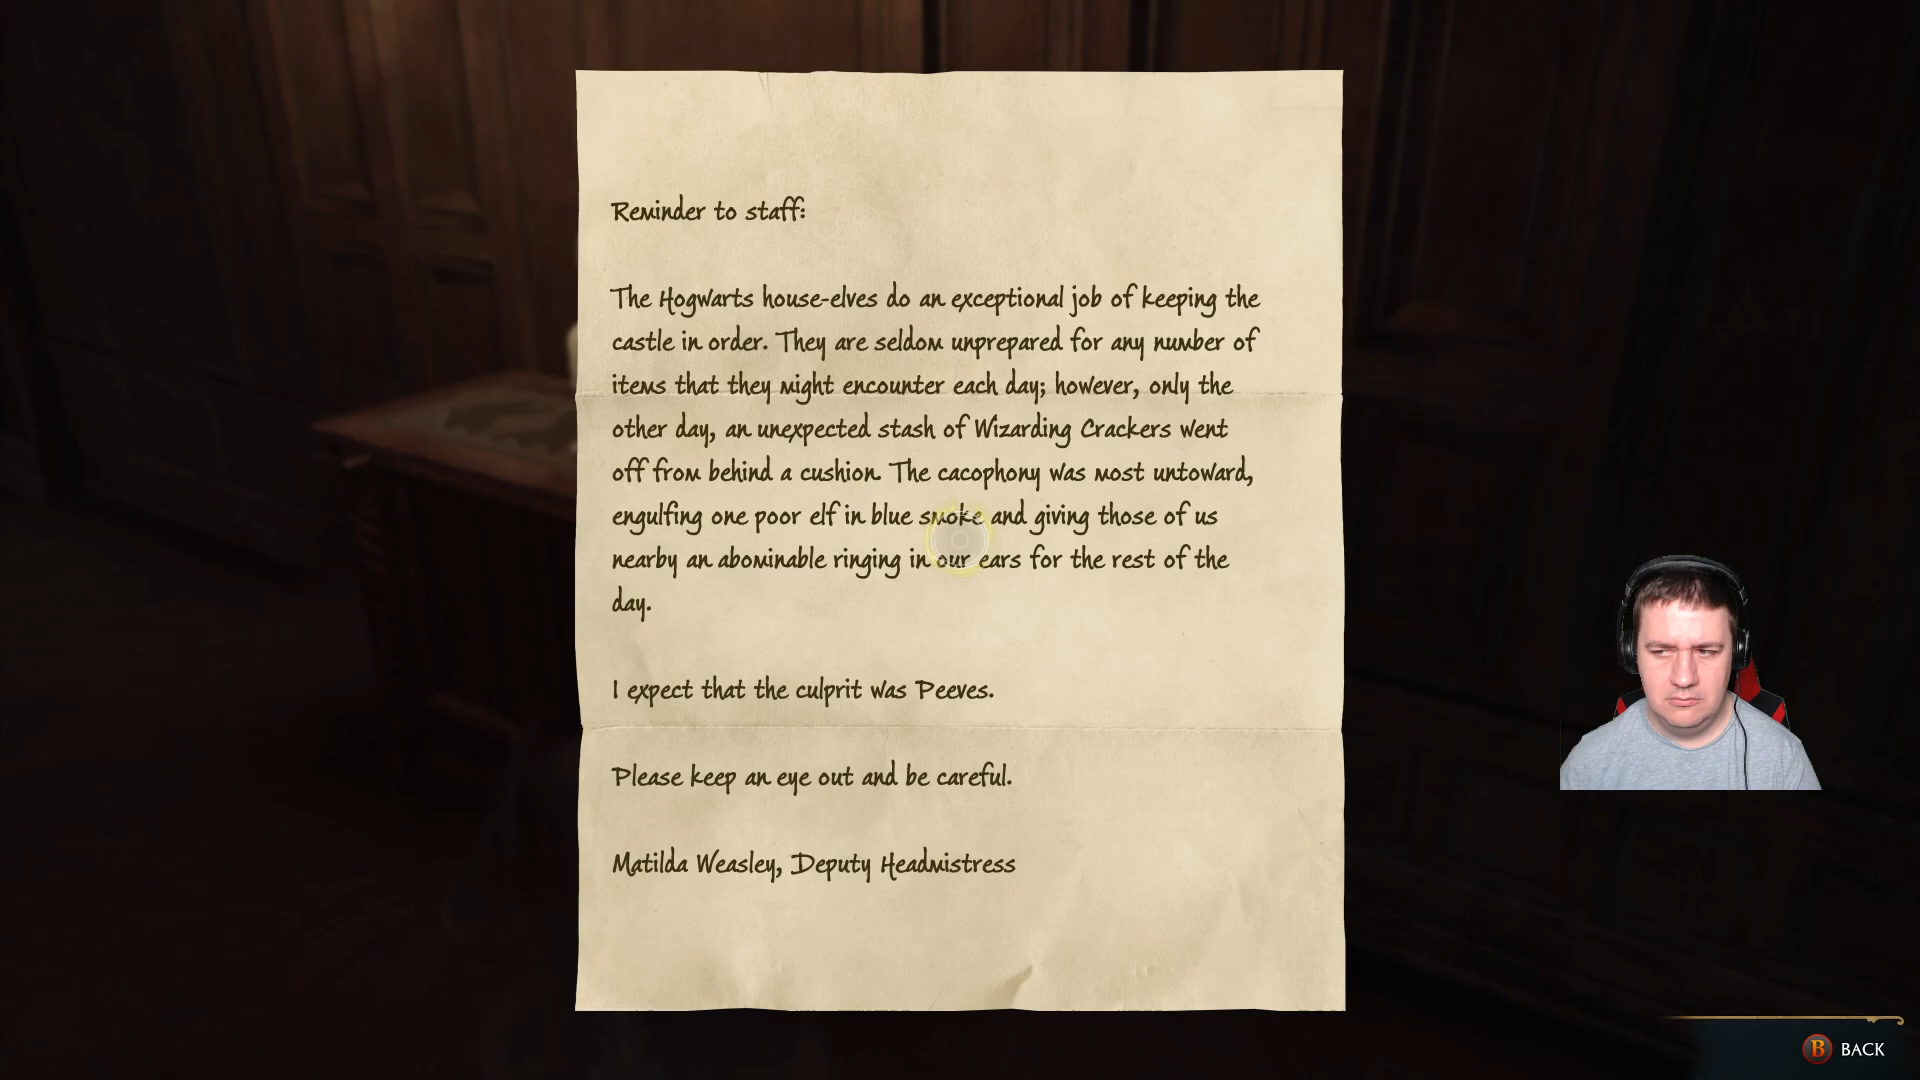 Reminder to staff:
The Hogwarts house-elves do an exceptional job of keeping the
castle in order. They are seldom unprepared for any number of
items that they might encounter each day; however, only the
other day, an unexpected stash of Wizarding Crackers went
off from behind a cushion. The cacophony was most untoward,
engulfing one poor elf in blue smoke and giving those of us
nearby an abominable ringing in our ears for the rest of the
day.
I expect that the culprit was Peeves.
Please keep an eye out and be careful.
Matilda Weasley, Deputy Headmistress
B BACK